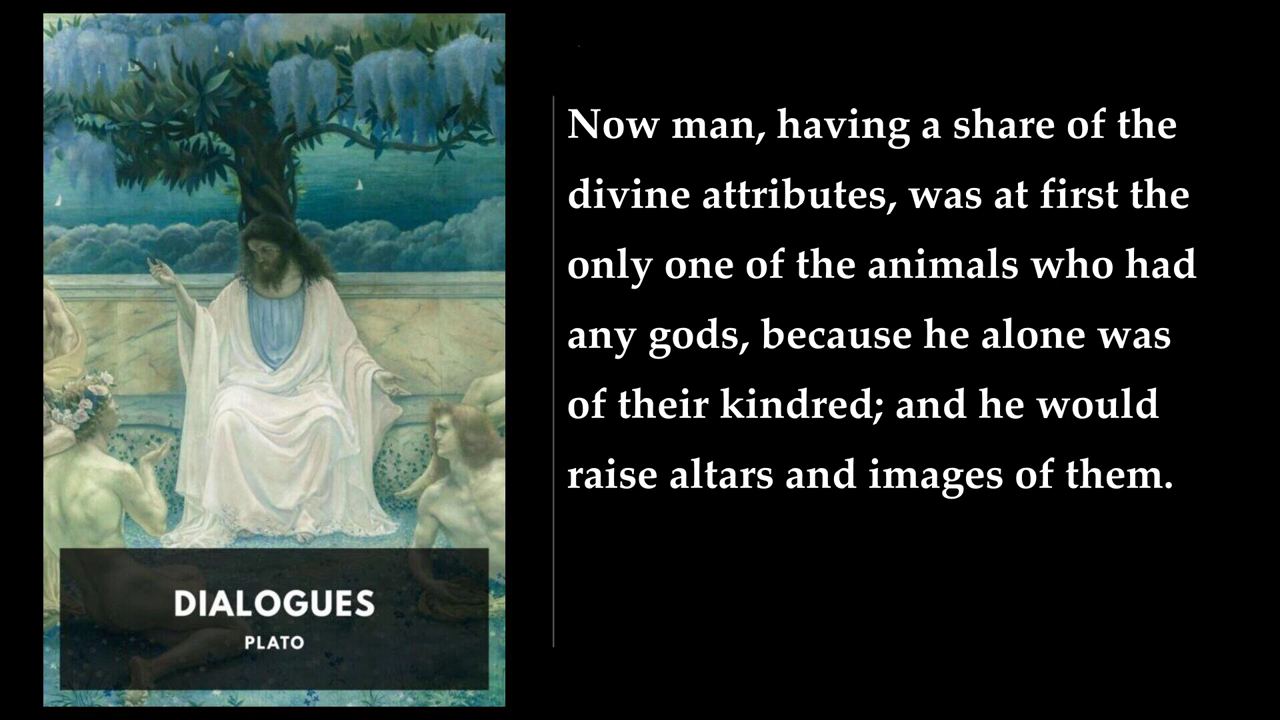 DIALOGUES
PLATO
Now man, having a share of the
divine attributes, was at first the
only one of the animals who had
any gods, because he alone was
of their kindred; and he would
raise altars and images of them.